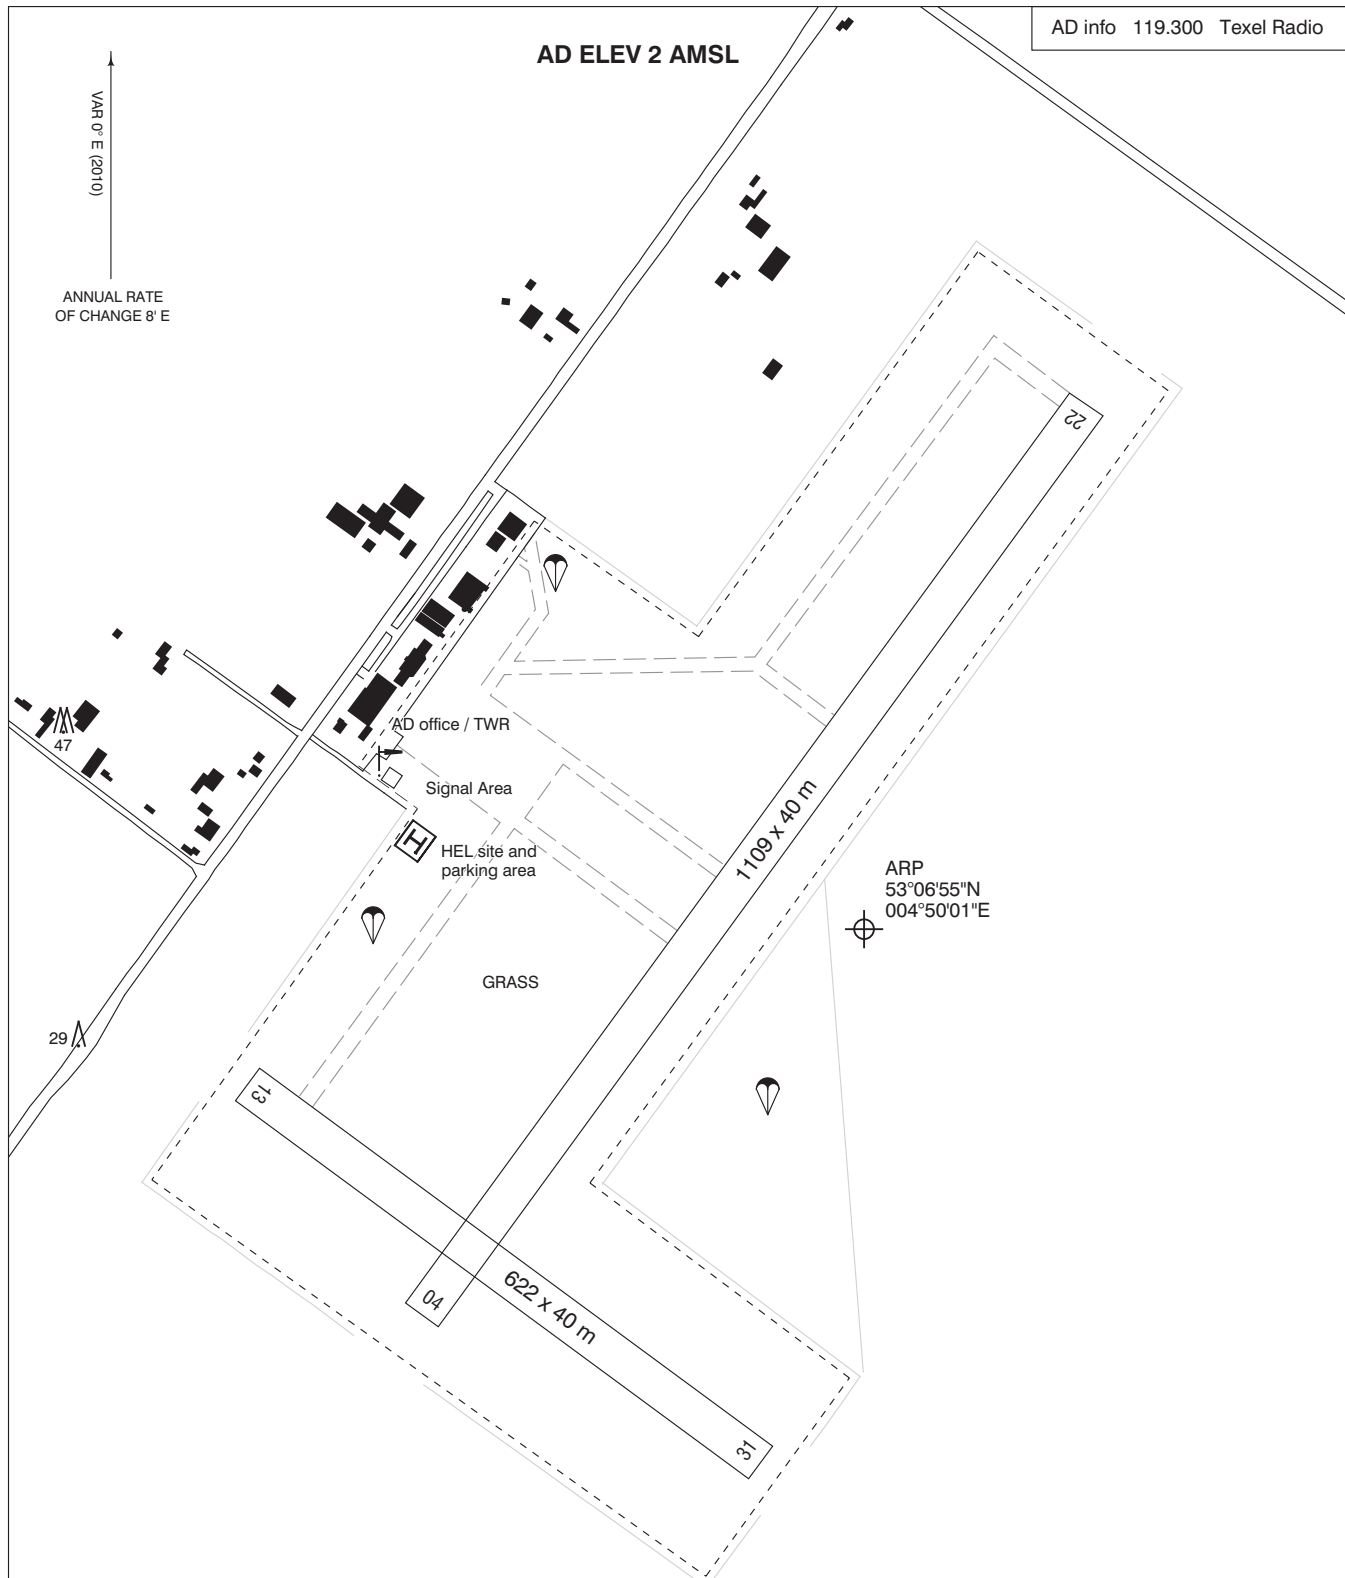 AD info 119.300 Texel Radio
AD ELEV 2 AMSL
VAR 0° E (2010)
ANNUAL RATE
OF CHANGE 8' E
22
AD office / TWR
47
Signal Area
1109 x 40 m
HEL site and
parking area
H
ARP
53°06'55"N
004°50'01"E
GRASS
29
13
04
622 x 40 m
31